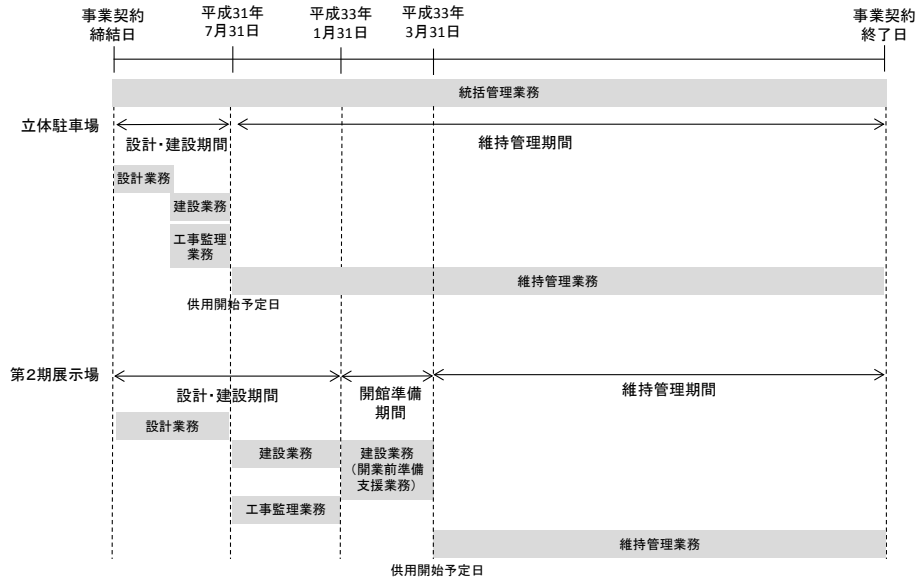 事業契約
締結日
平成31年
7月31日
平成33年
1月31日
平成33年
3月31日
事業契約
終了日
統括管理業務
立体駐車場
設計・建設期間
維持管理期間
設計業務
建設業務
工事監理
業務
維持管理業務
供用開始予定日
第2期展示場
設計・建設期間
開館準備
期間
維持管理期間
設計業務
建設業務
建設業務
（開業前準備
支援業務）
工事監理業務
維持管理業務
供用開始予定日